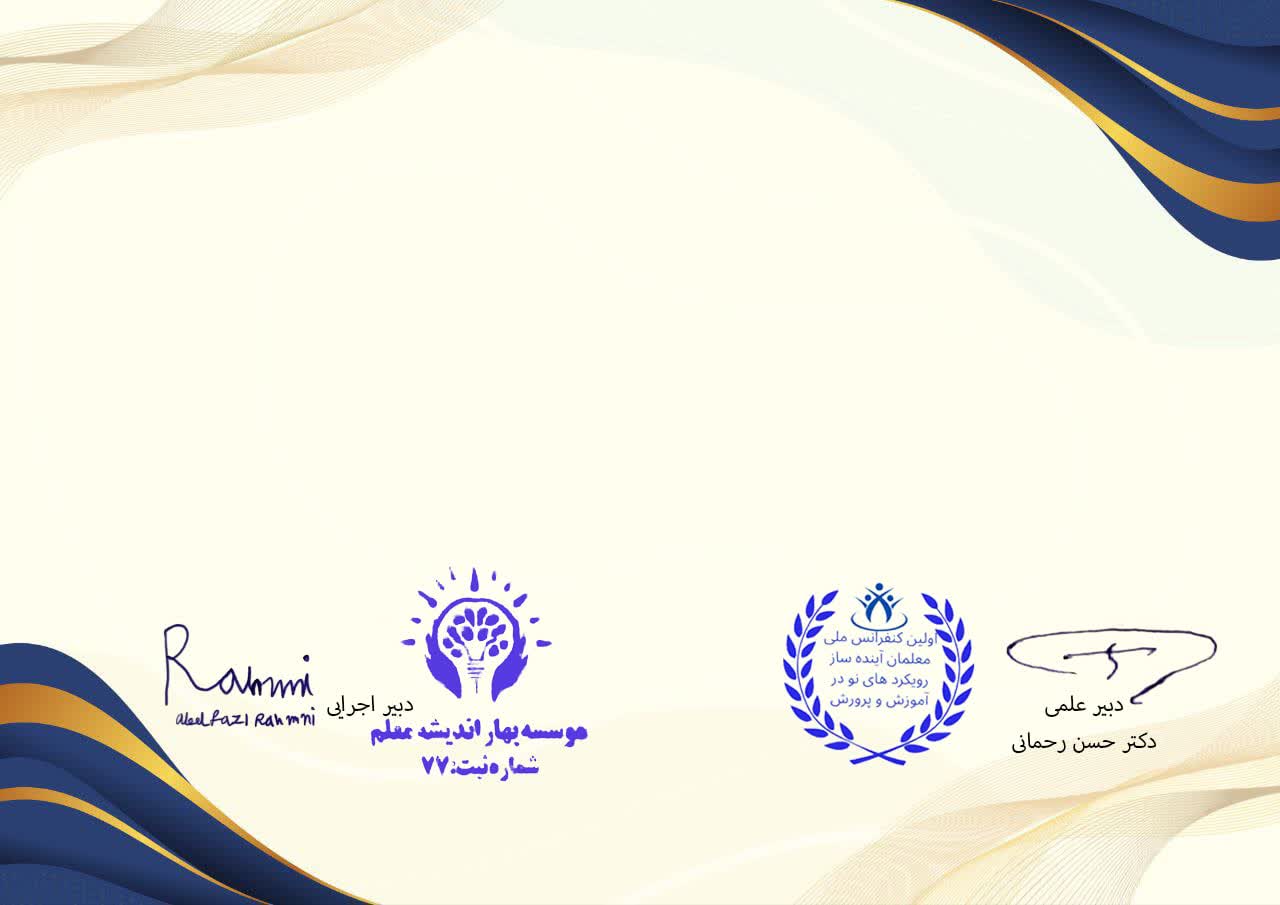 اولین کنفرانس ملی
معلمان آینده ساز
رویکرد های نو در
آموزش و پرورش
دبیر علمی
دکتر حسن رحمانی
دبیر اجرایی
موسسه بهار اندیشه معلم
شماره ثبت: ۷۷
Rahmni
Abolfazl Rahmni